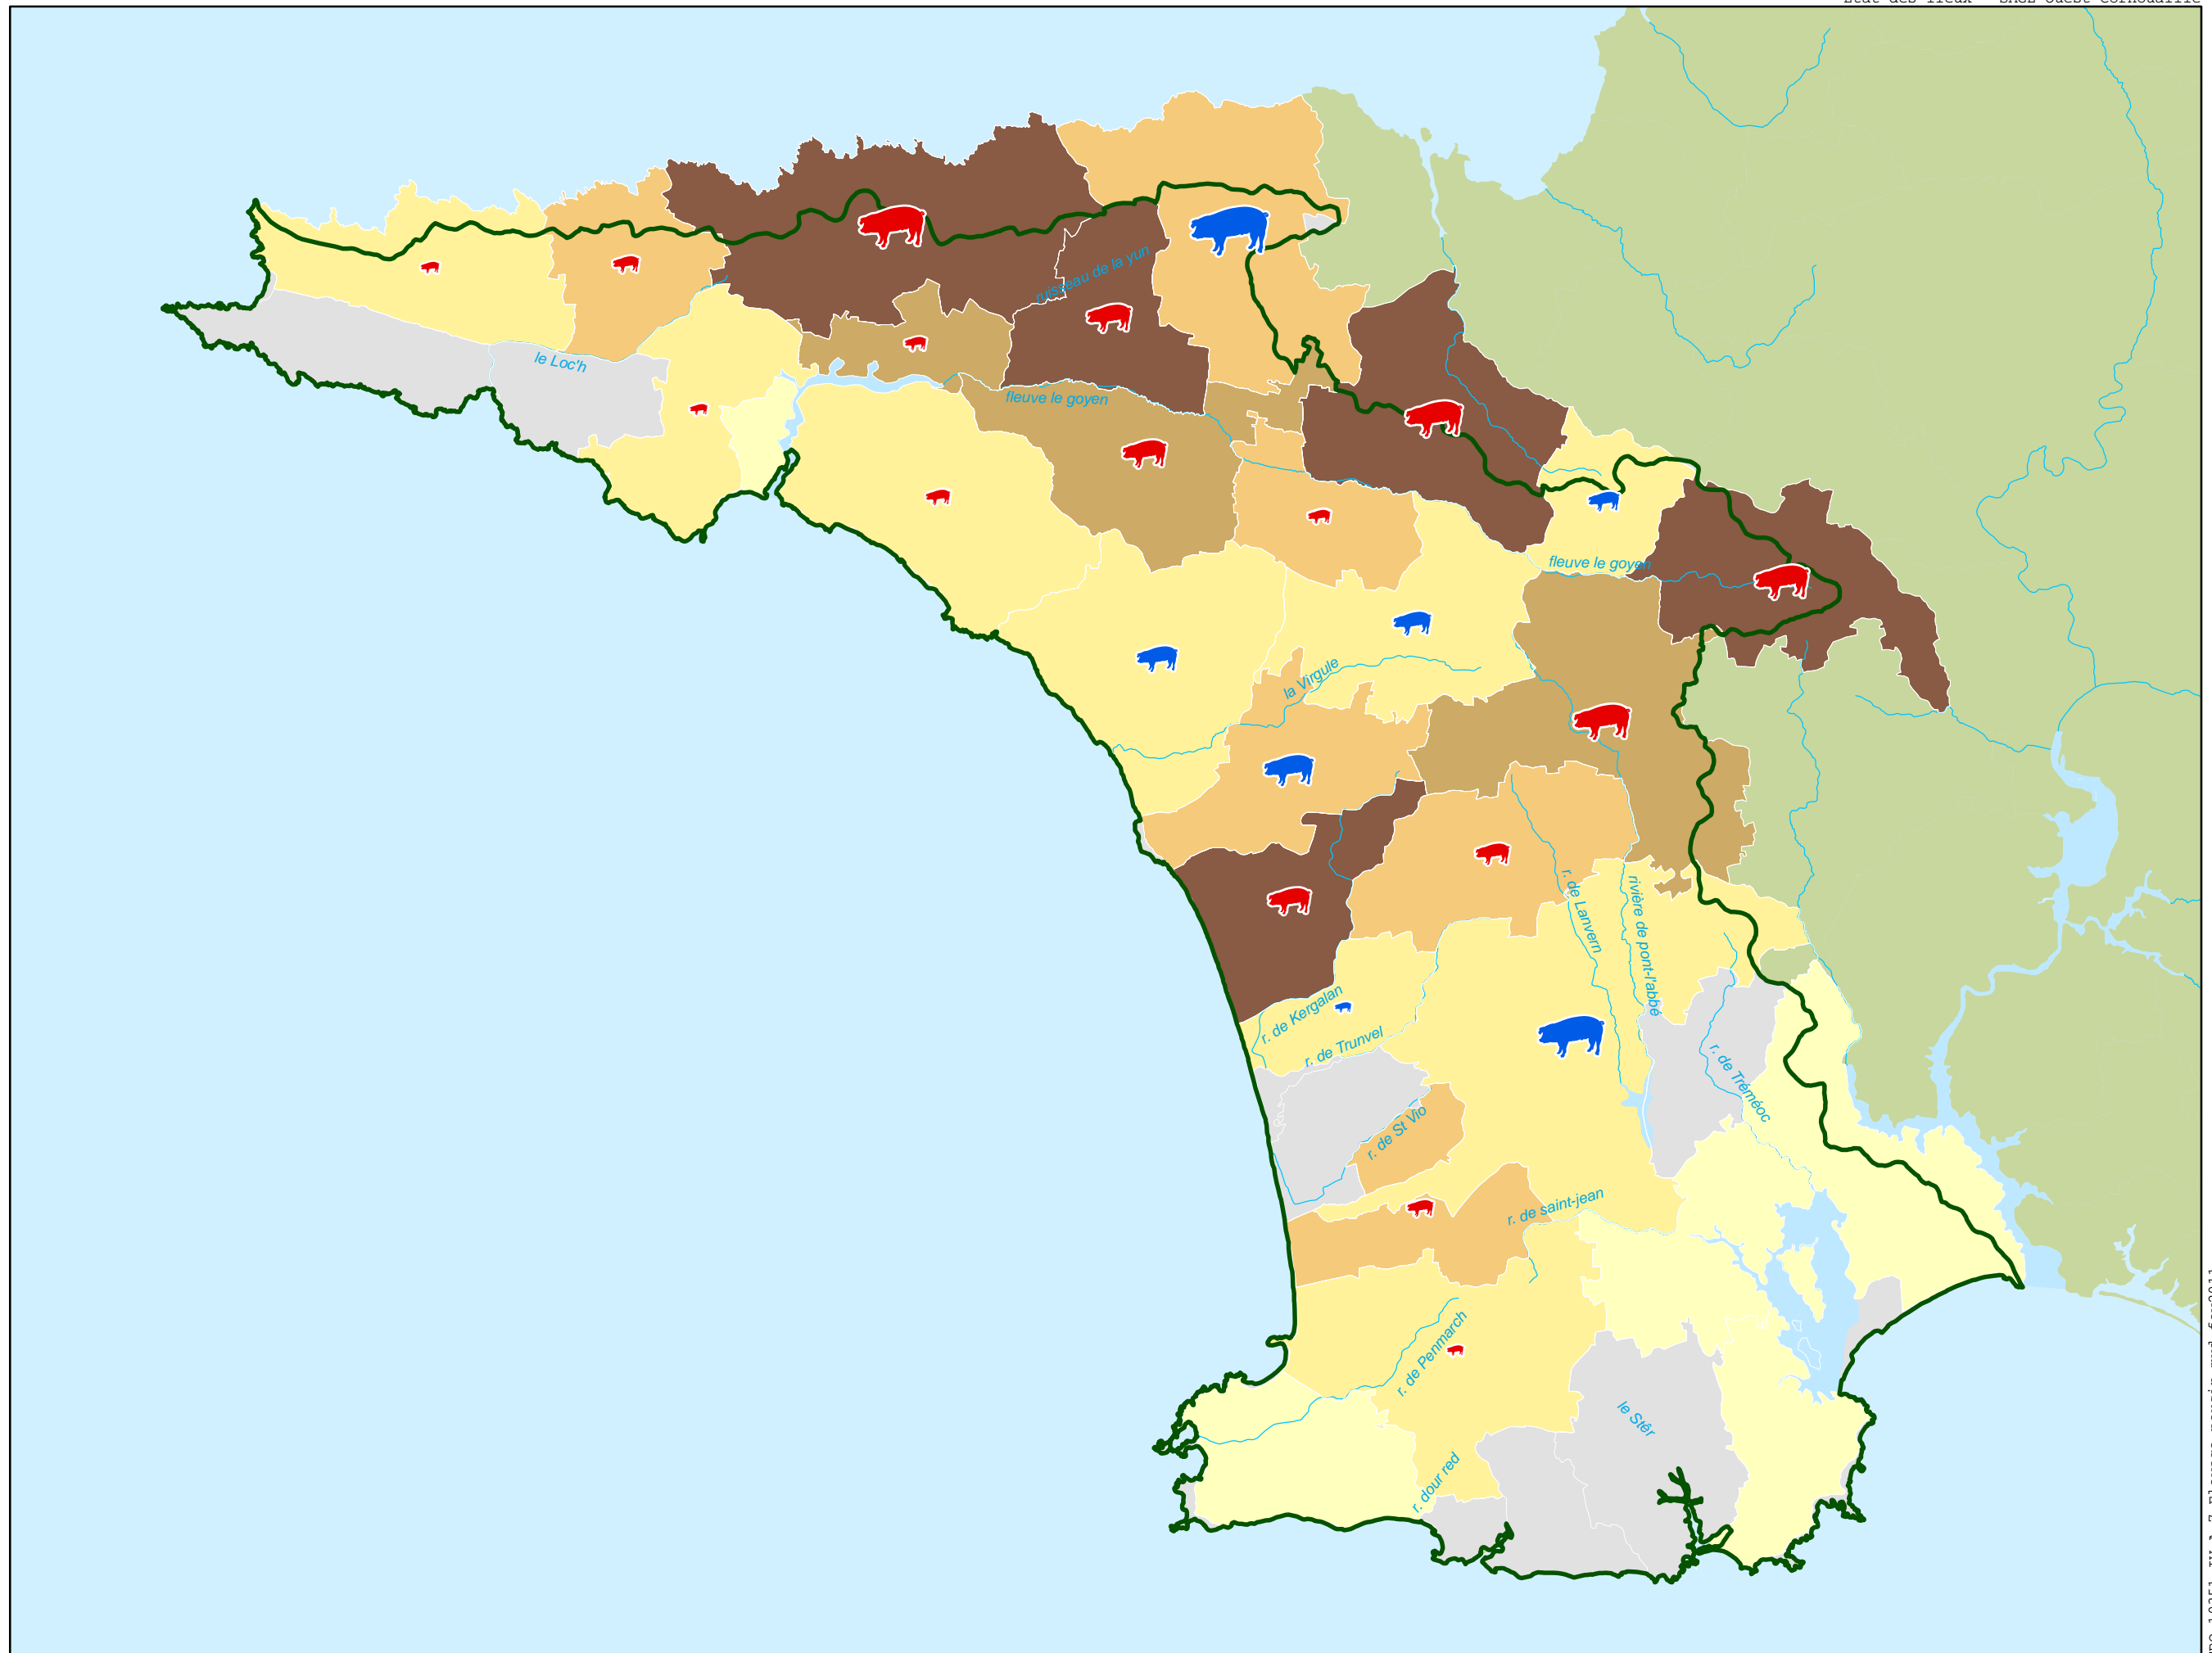 ruisseau de la yun
le Loc'h
fleuve le goyen
fleuve le goyen
la Virgule
r. de Lanvern
rivière de pont-l'abbé
r. de Kergalan
r. de Trunvel
r. de Tréméoc
r. de St Vio
r. de saint-jean
r. de Penmarch
le Stêr
r. dour red